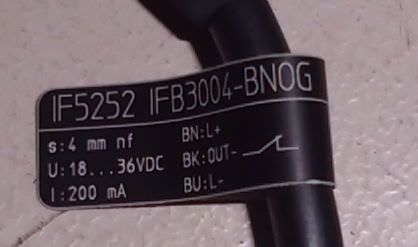 IF5252 IFB3004-BNOG
s:4 mm nf
U:18...36VDC
I:200 mA
BN:L+
BK:OUT-
BU:L-